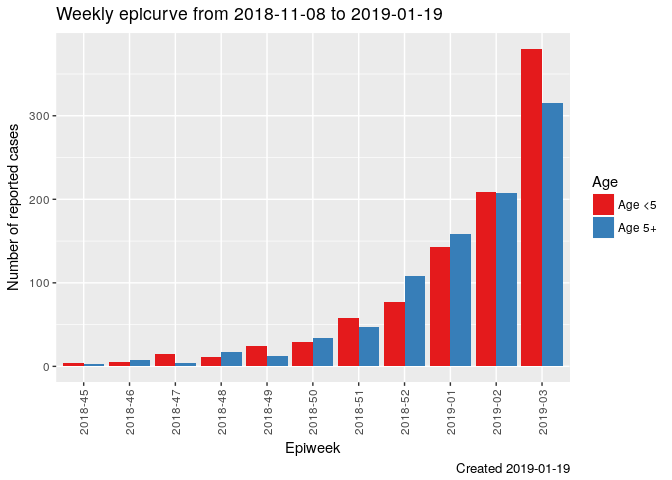 Weekly epicurve from 2018-11-08 to 2019-01-19
Number of reported cases
300
200
100
0
2018-45
2018-46
2018-47
2018-48
2018-49
2018-50
2018-51
2018-52
2019-01
2019-02
2019-03
Epiweek
Age
Age <5
Age 5+
Created 2019-01-19